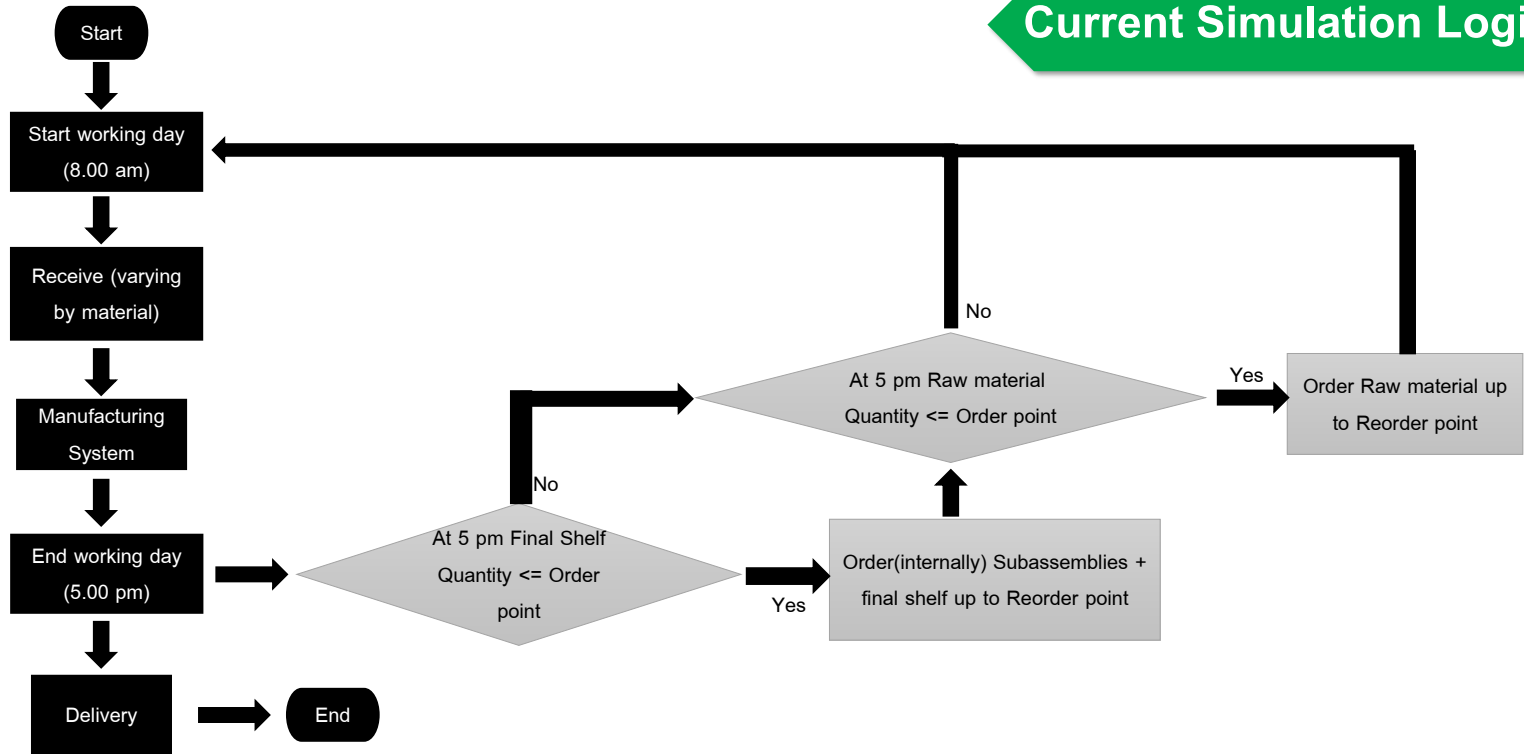 Current Simulation Logi
Start
Start working day
(8.00 am)
Receive (varying
by material)
Manufacturing
System
End working day
(5.00 pm)
Delivery
End
At 5 pm Final Shelf
Quantity <= Order
point
No
Yes
Order(internally) Subassemblies +
final shelf up to Reorder point
At 5 pm Raw material
Quantity <= Order point
No
Yes
Order Raw material up
to Reorder point